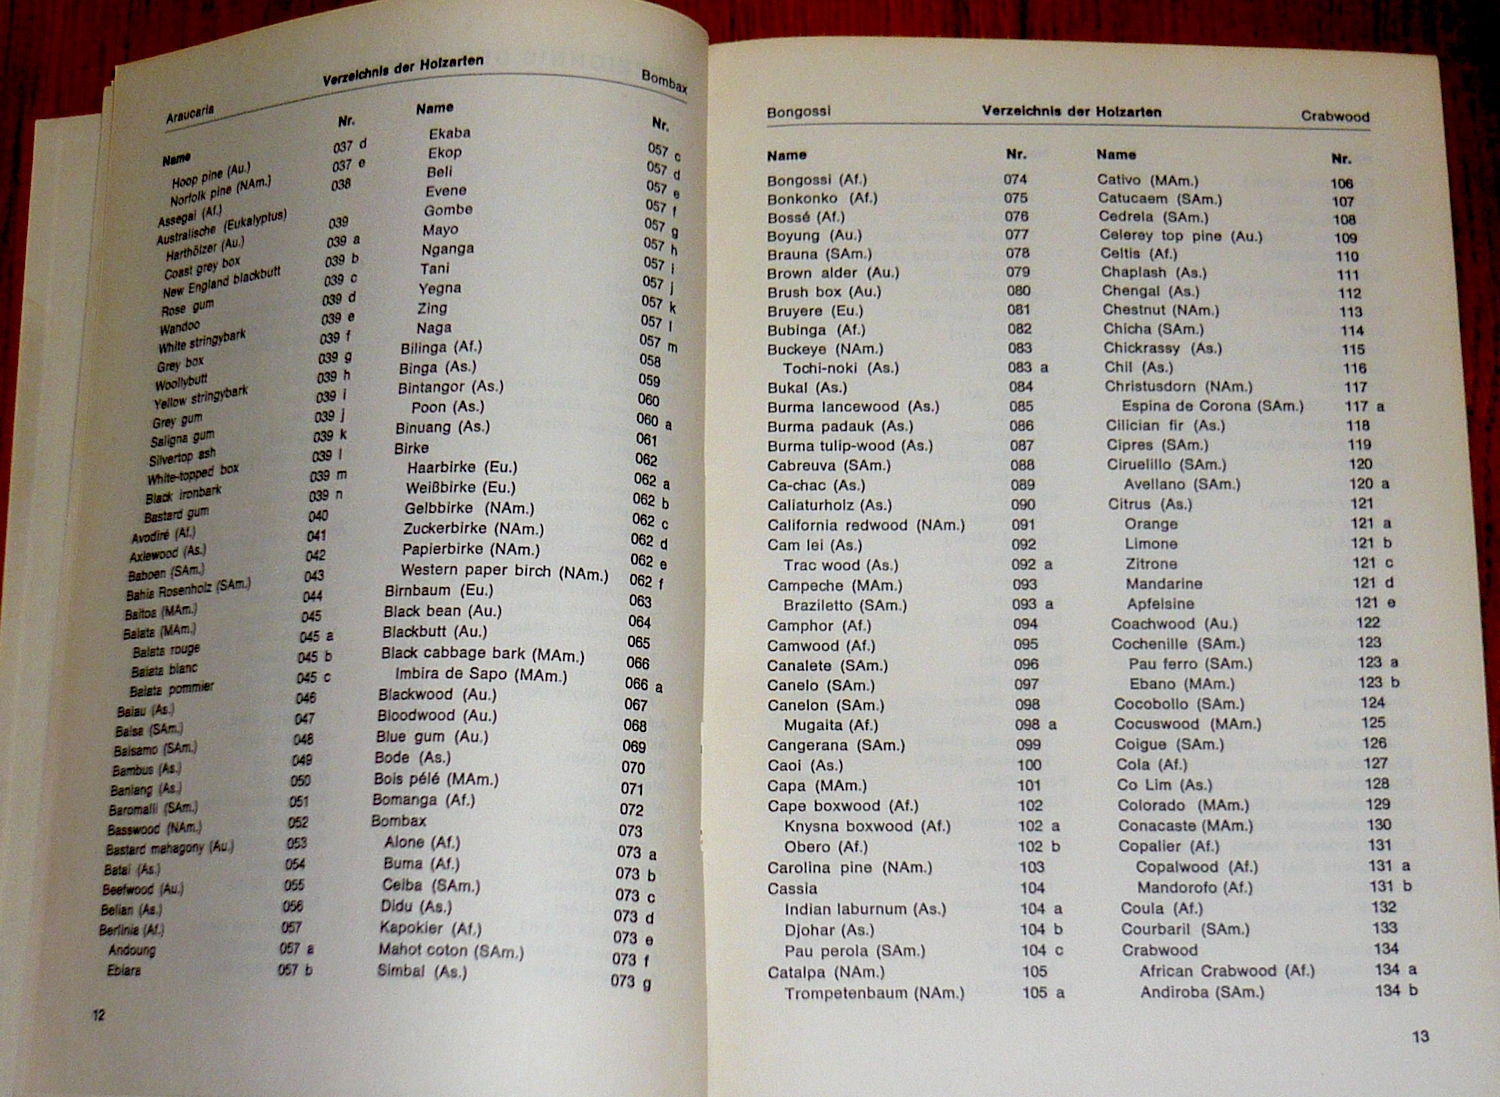 Araucaria Verzeichnis der Holzarten Bombax
Name Nr.
Hoop pine (Au.) 037 d
Norfolk pine (NAm.) 037 e
Assegai (Af.) 038
Australische (Eukalyptus)
Harthölzer (Au.) 039
Coast grey box 039 a
New England blackbutt 039 b
Rose gum 039 c
Wandoo 039 d
White stringybark 039 e
Grey box 039 f
Woollybutt 039 g
Yellow stringybark 039 h
Grey gum 039 i
Saligna gum 039 j
Silvertop ash 039 k
White-topped box 039 l
Black ironbark 039 m
Bastard gum 039 n
Avodiré (Af.) 040
Axlewood (As.) 041
Baboen (SAm.) 042
Bahia Rosenholz (SAm.) 043
Baitoa (MAm.) 044
Balata (MAm.) 045
Balata rouge 045 a
Balata blanc 045 b
Balata pommier 045 c
Balau (As.) 046
Balsa (SAm.) 047
Balsamo (SAm.) 048
Bambus (As.) 049
Banlang (As.) 050
Baromalli (SAm.) 051
Basswood (NAm.) 052
Bastard mahagony (Au.) 053
Batai (As.) 054
Beefwood (Au.) 055
Belian (As.) 056
Berlinia (Af.) 057
Andoung 057 a
Ebiara 057 b
Name Nr.
Ekaba 057 c
Ekop 057 d
Beli 057 e
Evene 057 f
Gombe 057 g
Mayo 057 h
Nganga 057 i
Tani 057 j
Yegna 057 k
Zing 057 l
Naga 057 m
Bilinga (Af.) 058
Binga (As.) 059
Bintangor (As.) 060
Poon (As.) 060 a
Binuang (As.) 061
Birke 062
Haarbirke (Eu.) 062 a
Weißbirke (Eu.) 062 b
Gelbbirke (NAm.) 062 c
Zuckerbirke (NAm.) 062 d
Papierbirke (NAm.) 062 e
Western paper birch (NAm.) 062 f
Birnbaum (Eu.) 063
Black bean (Au.) 064
Blackbutt (Au.) 065
Black cabbage bark (MAm.) 066
Imbira de Sapo (MAm.) 066 a
Blackwood (Au.) 067
Bloodwood (Au.) 068
Blue gum (Au.) 069
Bode (As.) 070
Bois pélé (MAm.) 071
Bomanga (Af.) 072
Bombax 073
Alone (Af.) 073 a
Buma (Af.) 073 b
Ceiba (SAm.) 073 c
Didu (As.) 073 d
Kapokier (Af.) 073 e
Mahot coton (SAm.) 073 f
Simbal (As.) 073 g
12
Bongossi Verzeichnis der Holzarten Crabwood
Name Nr.
Bongossi (Af.) 074
Bonkonko (Af.) 075
Bossé (Af.) 076
Boyung (Au.) 077
Brauna (SAm.) 078
Brown alder (Au.) 079
Brush box (Au.) 080
Bruyere (Eu.) 081
Bubinga (Af.) 082
Buckeye (NAm.) 083
Tochi-noki (As.) 083 a
Bukal (As.) 084
Burma lancewood (As.) 085
Burma padauk (As.) 086
Burma tulip-wood (As.) 087
Cabreuva (SAm.) 088
Ca-chac (As.) 089
Caliaturholz (As.) 090
California redwood (NAm.) 091
Cam lei (As.) 092
Trac wood (As.) 092 a
Campeche (MAm.) 093
Braziletto (SAm.) 093 a
Camphor (Af.) 094
Camwood (Af.) 095
Canalete (SAm.) 096
Canelo (SAm.) 097
Canelon (SAm.) 098
Mugaita (Af.) 098 a
Cangerana (SAm.) 099
Caoi (As.) 100
Capa (MAm.) 101
Cape boxwood (Af.) 102
Knysna boxwood (Af.) 102 a
Obero (Af.) 102 b
Carolina pine (NAm.) 103
Cassia 104
Indian laburnum (As.) 104 a
Djohar (As.) 104 b
Pau perola (SAm.) 104 c
Catalpa (NAm.) 105
Trompetenbaum (NAm.) 105 a
Name Nr.
Cativo (MAm.) 106
Catucaem (SAm.) 107
Cedrela (SAm.) 108
Celerey top pine (Au.) 109
Celtis (Af.) 110
Chaplash (As.) 111
Chengal (As.) 112
Chestnut (NAm.) 113
Chicha (SAm.) 114
Chickrassy (As.) 115
Chil (As.) 116
Christusdorn (NAm.) 117
Espina de Corona (SAm.) 117 a
Cilician fir (As.) 118
Cipres (SAm.) 119
Ciruelillo (SAm.) 120
Avellano (SAm.) 120 a
Citrus (As.) 121
Orange 121 a
Limone 121 b
Zitrone 121 c
Mandarine 121 d
Apfelsine 121 e
Coachwood (Au.) 122
Cochenille (SAm.) 123
Pau ferro (SAm.) 123 a
Ebano (MAm.) 123 b
Cocobollo (SAm.) 124
Cocuswood (MAm.) 125
Coigue (SAm.) 126
Cola (Af.) 127
Co Lim (As.) 128
Colorado (MAm.) 129
Conacaste (MAm.) 130
Copalier (Af.) 131
Copalwood (Af.) 131 a
Mandorofo (Af.) 131 b
Coula (Af.) 132
Courbaril (SAm.) 133
Crabwood 134
African Crabwood (Af.) 134 a
Andiroba (SAm.) 134 b
13